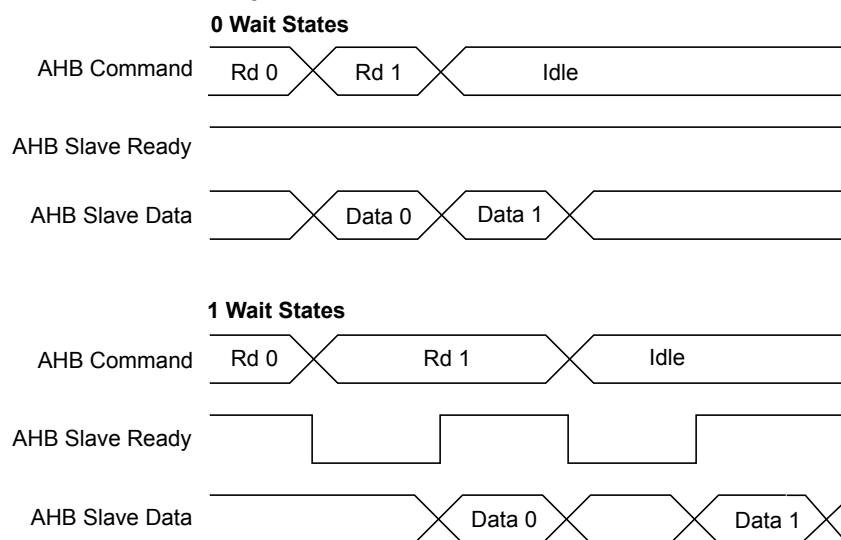 0 Wait States
AHB Command Rd 0 Rd 1 Idle
AHB Slave Ready
AHB Slave Data Data 0 Data 1
1 Wait States
AHB Command Rd 0 Rd 1 Idle
AHB Slave Ready
AHB Slave Data Data 0 Data 1